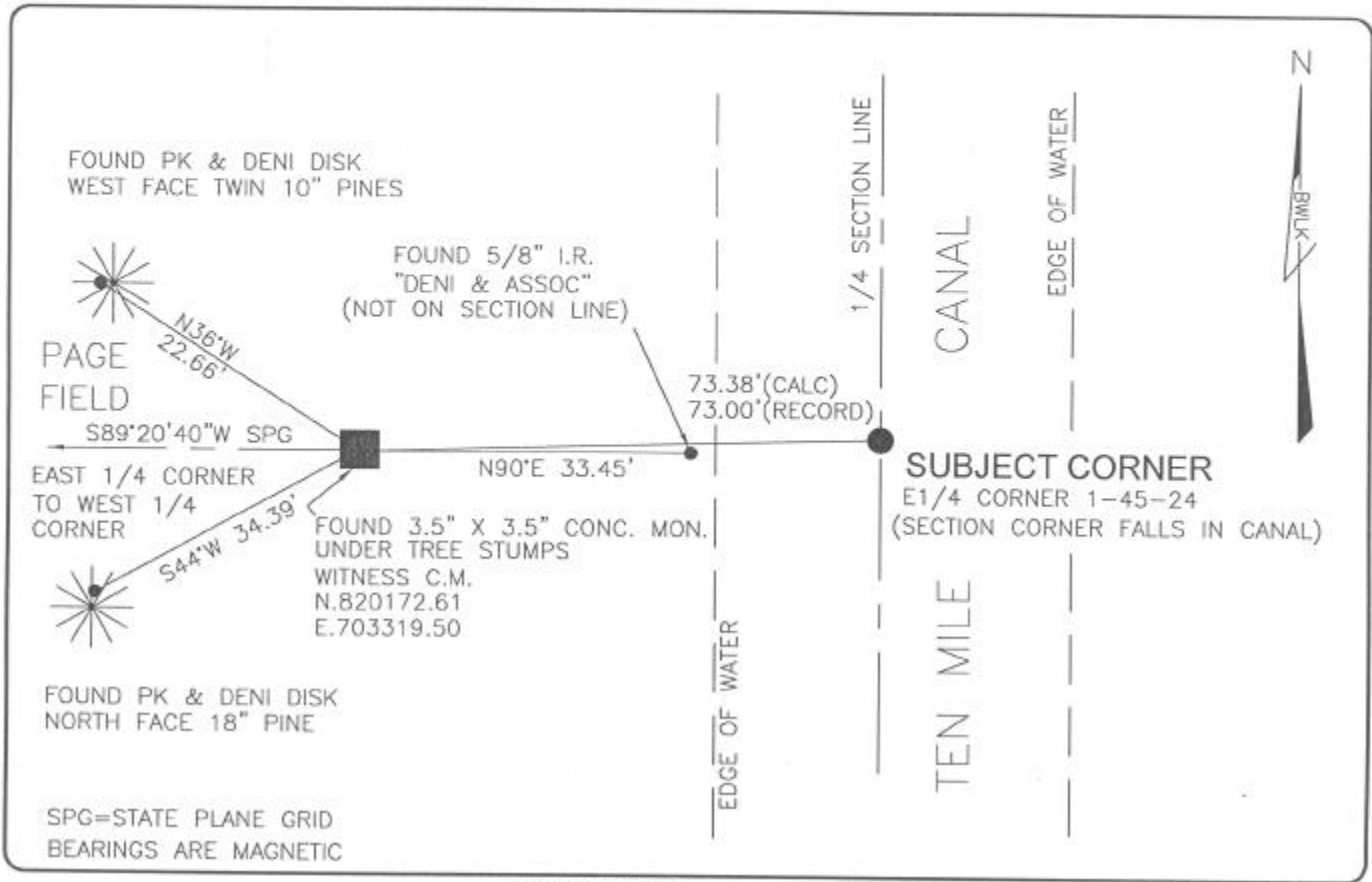 N
BWLK
FOUND PK & DENI DISK
WEST FACE TWIN 10" PINES
FOUND 5/8" I.R.
"DENI & ASSOC"
(NOT ON SECTION LINE)
1/4 SECTION LINE
CANAL
EDGE OF WATER
N36°W
22.66'
PAGE
FIELD
73.38'(CALC)
73.00'(RECORD)
S89°20'40"W SPG
N90°E 33.45'
EAST 1/4 CORNER
TO WEST 1/4
CORNER
SUBJECT CORNER
E1/4 CORNER 1-45-24
(SECTION CORNER FALLS IN CANAL)
S44°W 34.39'
FOUND 3.5" X 3.5" CONC. MON.
UNDER TREE STUMPS
WITNESS C.M.
N.820172.61
E.703319.50
EDGE OF WATER
TEN MILE
FOUND PK & DENI DISK
NORTH FACE 18" PINE
SPG=STATE PLANE GRID
BEARINGS ARE MAGNETIC